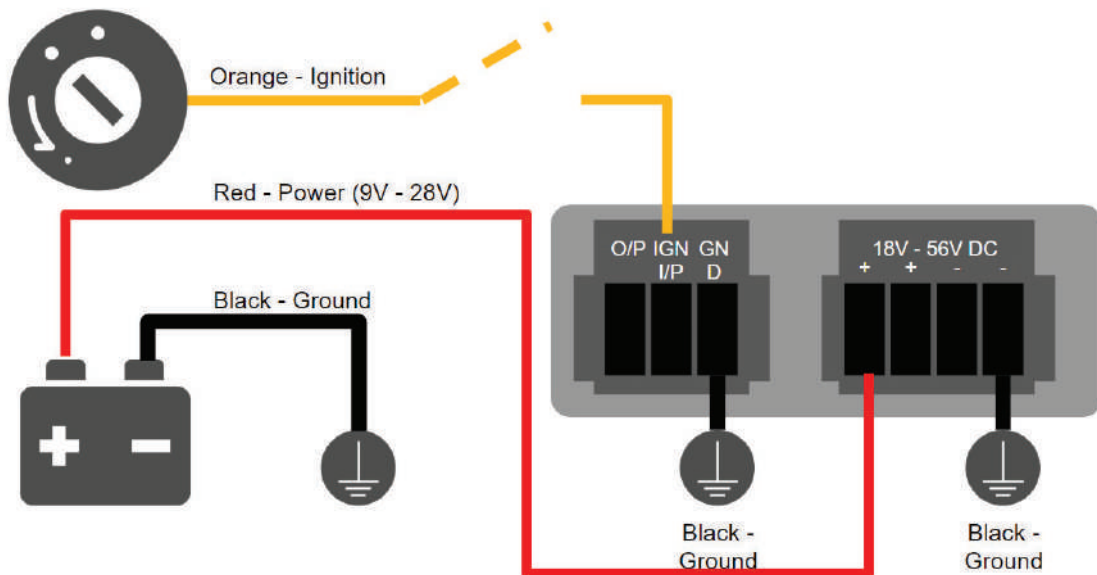 Orange - Ignition
Red - Power (9V - 28V)
O/P IGN GN
I/P D
18V - 56V DC
+ + - -
Black - Ground
+ -
Black -
Ground
Black -
Ground